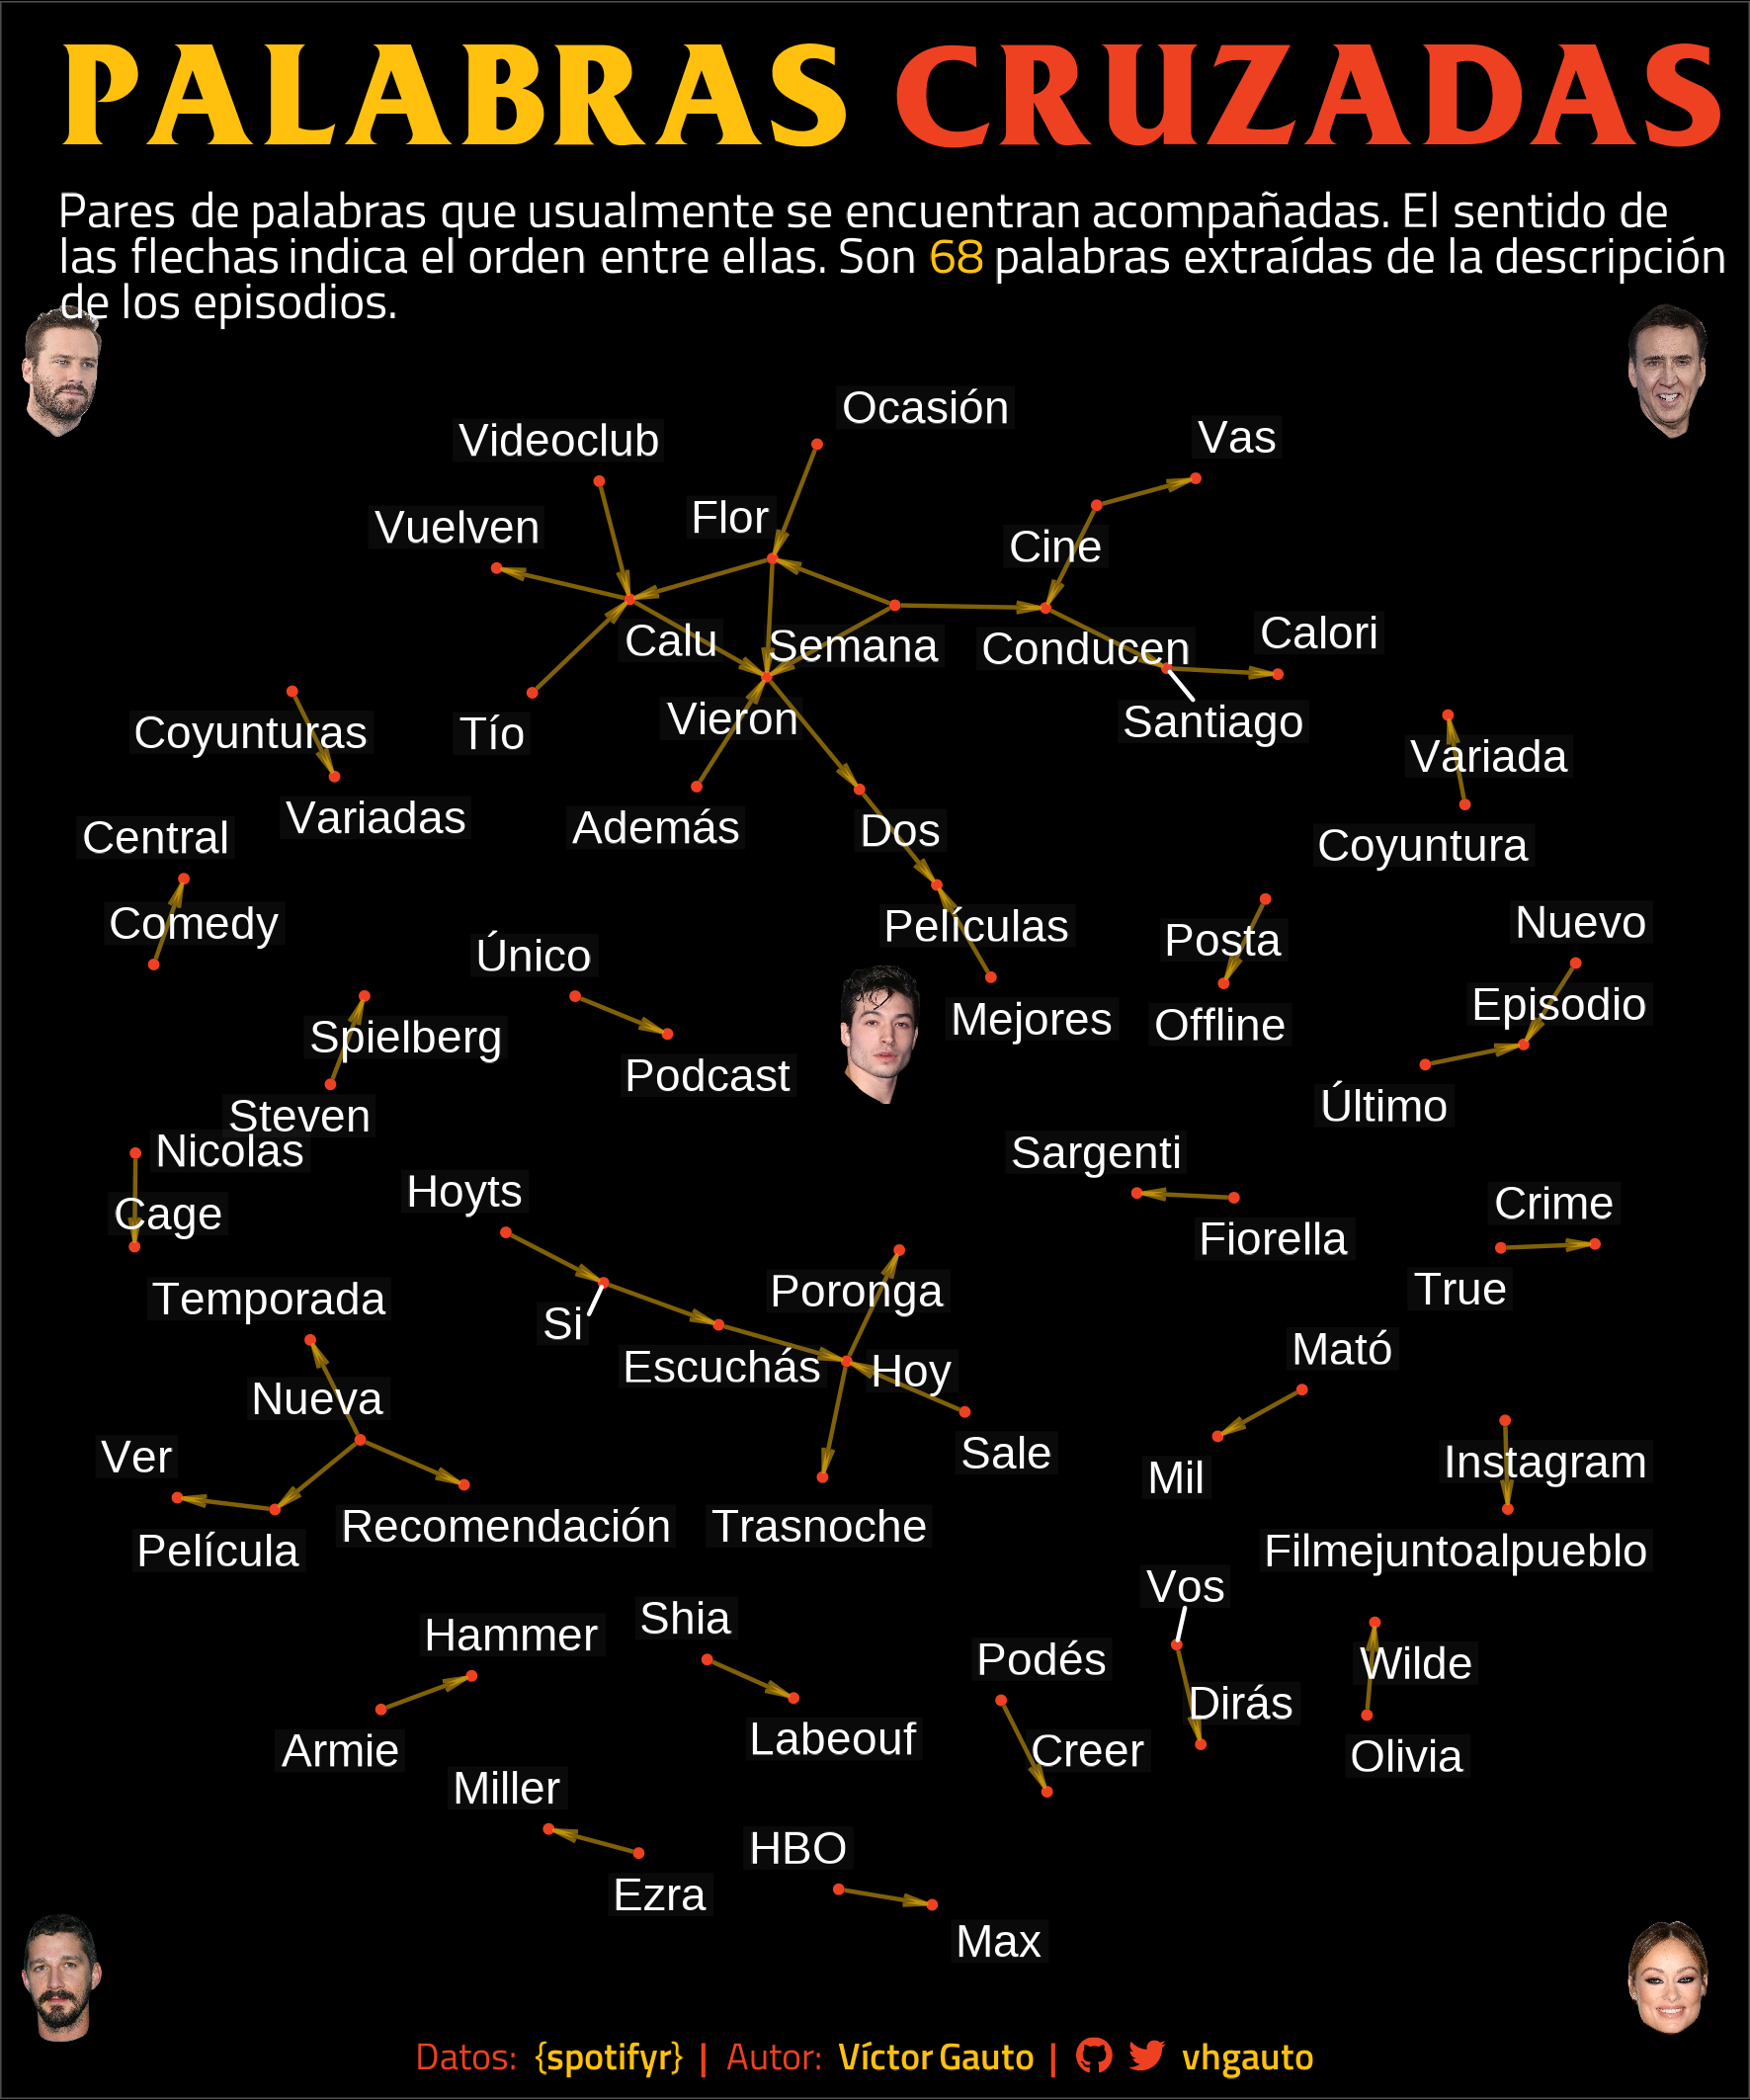 PALABRAS CRUZADAS
Pares de palabras que usualmente se encuentran acompañadas. El sentido de
las flechas indica el orden entre ellas. Son 68 palabras extraídas de la descripción
de los episodios.
Ocasión
Videoclub
Vas
Vuelven
Flor
Cine
Calu
Semana
Conducen
Calori
Coyunturas
Tío
Vieron
Santiago
Variada
Variadas
Además
Dos
Central
Coyuntura
Comedy
Único
Películas
Posta
Nuevo
Spielberg
Podcast
Mejores
Offline
Episodio
Steven
Último
Nicolas
Sargenti
Cage
Hoyts
Fiorella
Crime
Temporada
Si
Poronga
True
Escuchás
Hoy
Mató
Nueva
Ver
Sale
Mil
Instagram
Película
Recomendación
Trasnoche
Filmejuntoalpueblo
Vos
Hammer
Shia
Podés
Wilde
Armie
Labeouf
Creer
Dirás
Olivia
Miller
HBO
Ezra
Max
Datos: {spotifyr} | Autor: Víctor Gauto | vhgauto